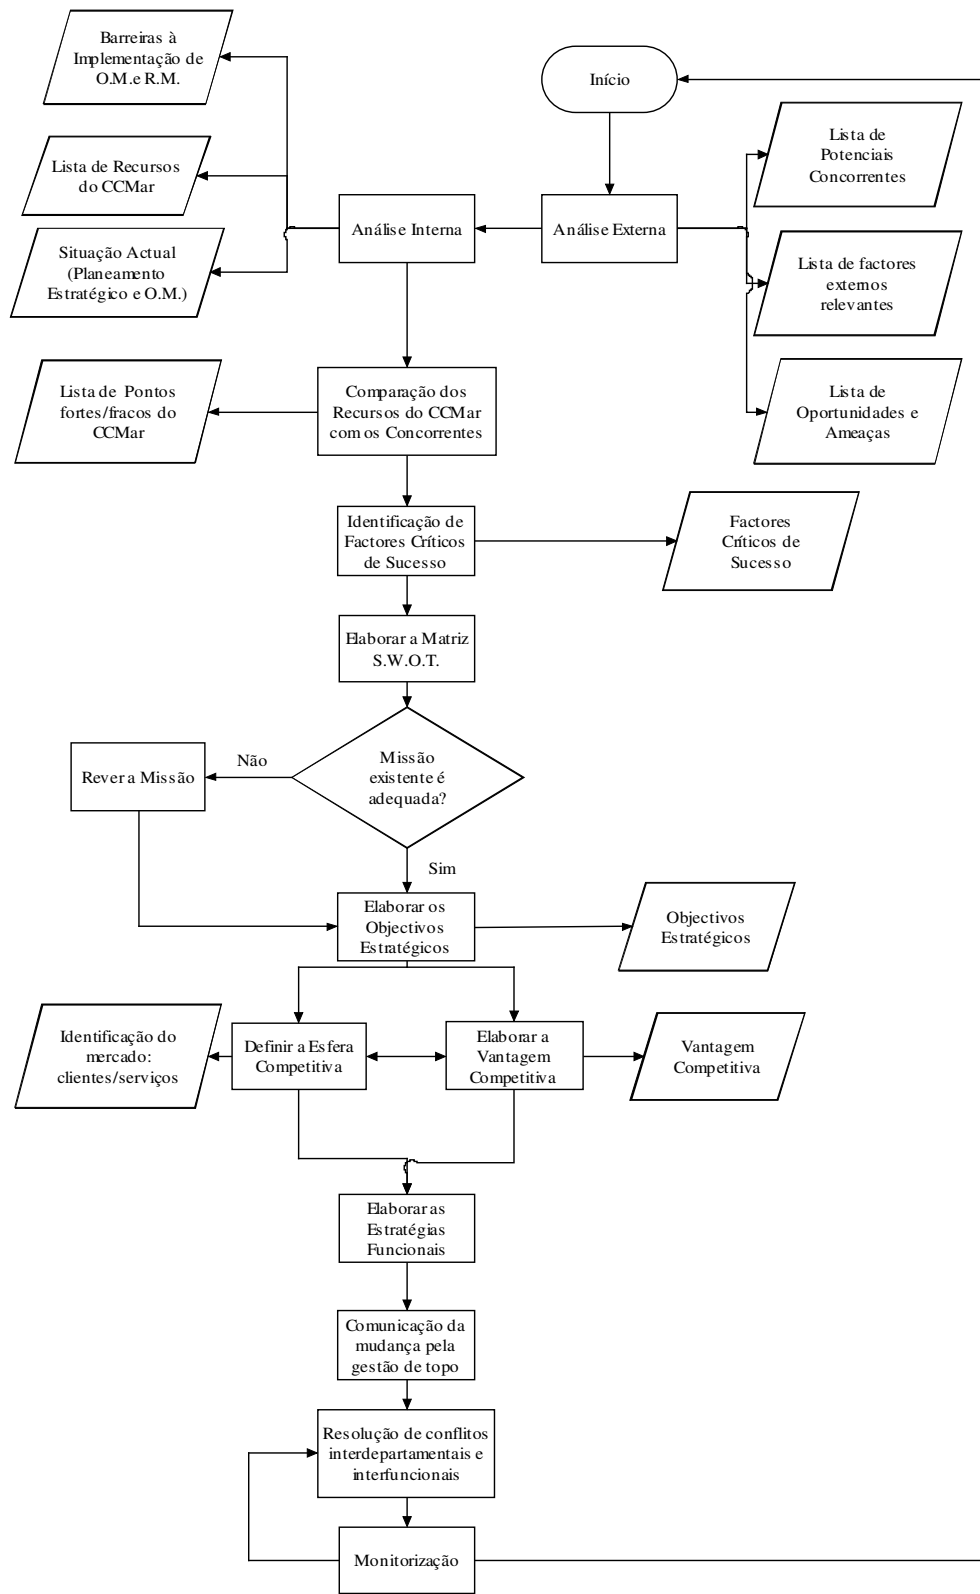 Barreiras à
Implementação de
O.M.e R.M.
Início
Lista de
Potenciais
Concorrentes
Lista de Recursos
do CCMar
Análise Interna
Análise Externa
Situação Actual
(Planeamento
Estratégico e O.M.)
Lista de factores
externos
relevantes
Lista de Pontos
fortes/fracos do
CCMar
Comparação dos
Recursos do CCMar
com os Concorrentes
Lista de
Oportunidades e
Ameaças
Identificação de
Factores Críticos
de Sucesso
Factores
Críticos de
Sucesso
Elaborar a Matriz
S.W.O.T.
Missão
existente é
adequada?
Não
Rever a Missão
Sim
Elaborar os
Objectivos
Estratégicos
Objectivos
Estratégicos
Identificação do
mercado:
clientes/serviços
Definir a Esfera
Competitiva
Elaborar a
Vantagem
Competitiva
Vantagem
Competitiva
Elaborar as
Estratégias
Funcionais
Comunicação da
mudança pela
gestão de topo
Resolução de conflitos
interdepartamentais e
interfuncionais
Monitorização